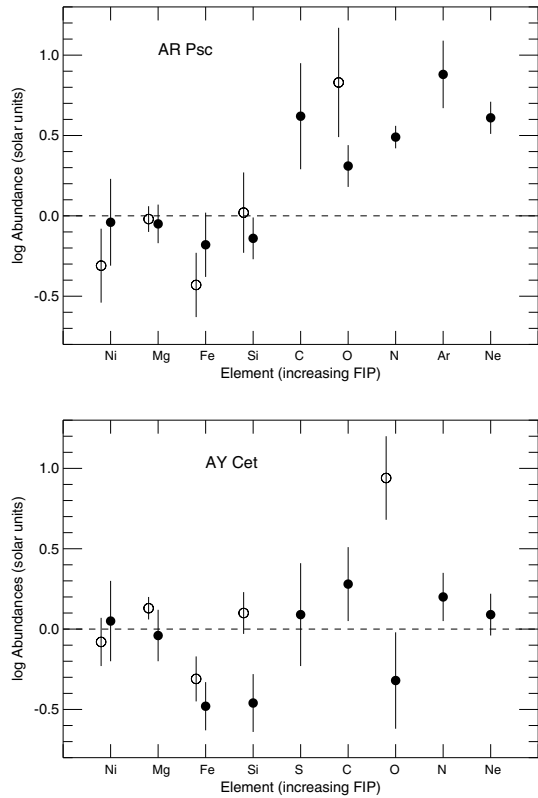 AR Psc
log Abundance (solar units)
1.0
0.5
0.0
-0.5
Ni Mg Fe Si C O N Ar Ne
Element (increasing FIP)
AY Cet
log Abundances (solar units)
1.0
0.5
0.0
-0.5
Ni Mg Fe Si S C O N Ne
Element (increasing FIP)